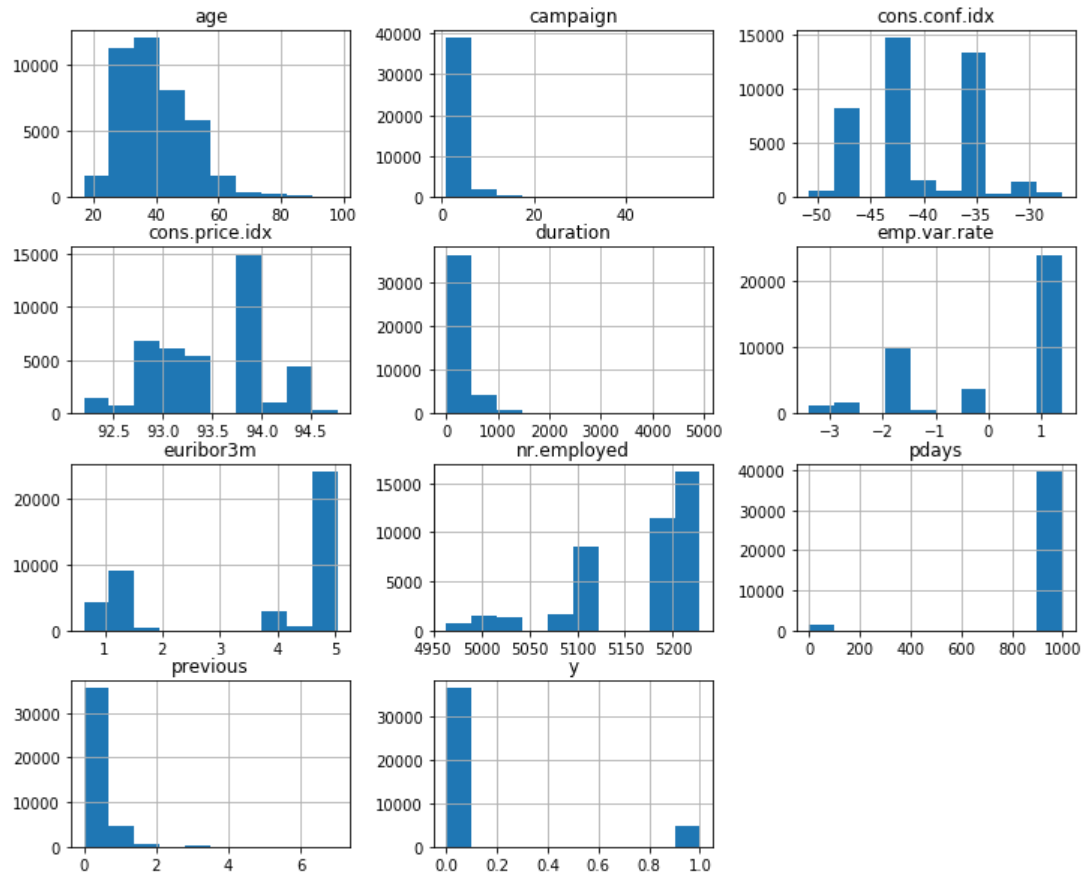 age
10000
5000
0
20 40 60 80 100
campaign
40000
30000
20000
10000
0
0 20 40
cons.conf.idx
15000
10000
5000
0
−50 −45 −40 −35 −30
cons.price.idx
15000
10000
5000
0
92.5 93.0 93.5 94.0 94.5
duration
30000
20000
10000
0
0 1000 2000 3000 4000 5000
emp.var.rate
20000
10000
0
−3 −2 −1 0 1
euribor3m
20000
10000
0
1 2 3 4 5
nr.employed
15000
10000
5000
0
4950 5000 5050 5100 5150 5200
pdays
40000
30000
20000
10000
0
0 200 400 600 800 1000
previous
30000
20000
10000
0
0 2 4 6
y
30000
20000
10000
0
0.0 0.2 0.4 0.6 0.8 1.0